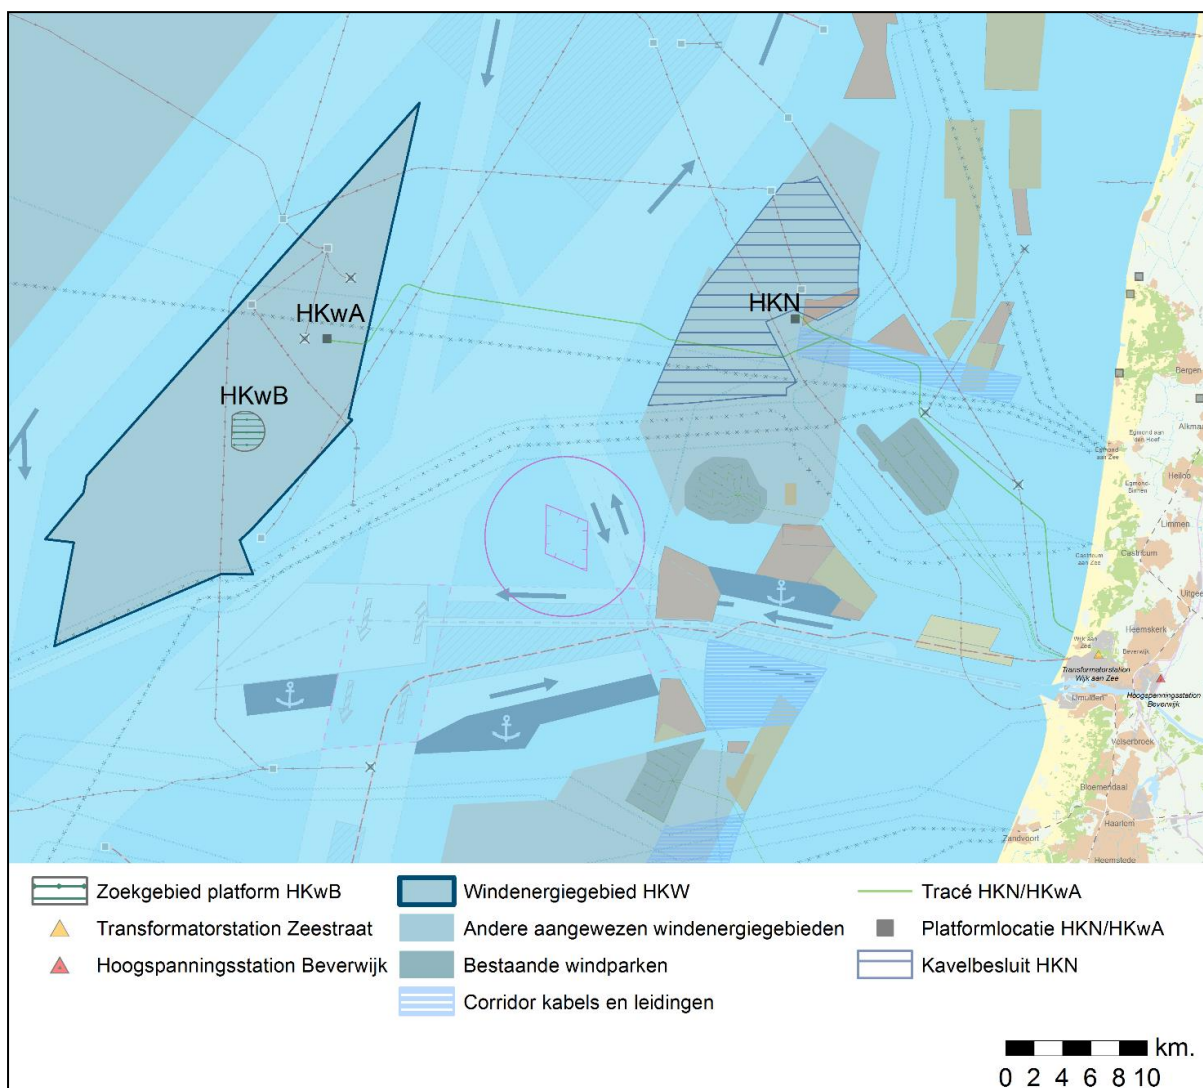 HKwA
HKN
HKwB
Bergen
Egmond aan
den Hoef
Alkmaa
Egmond
aan Zee
Heiloo
Egmond-
Binnen
Limmen
Castricum
aan Zee
Castricum
Uitgee
Heemskerk
Wijk aan
Zee
Beverwijk
Transformatorstation
Wijk aan Zee
Hoogspanningsstation
Beverwijk
IJmuiden
Velserbroek
Bloemendaal
Haarlem
Zandvoort
Heemstede
Zoekgebied platform HKwB
Windenergiegebied HKW
Tracé HKN/HKwA
Transformatorstation Zeestraat
Andere aangewezen windenergiegebieden
Platformlocatie HKN/HKwA
Hoogspanningsstation Beverwijk
Bestaande windparken
Kavelbesluit HKN
Corridor kabels en leidingen
km.
0 2 4 6 8 10